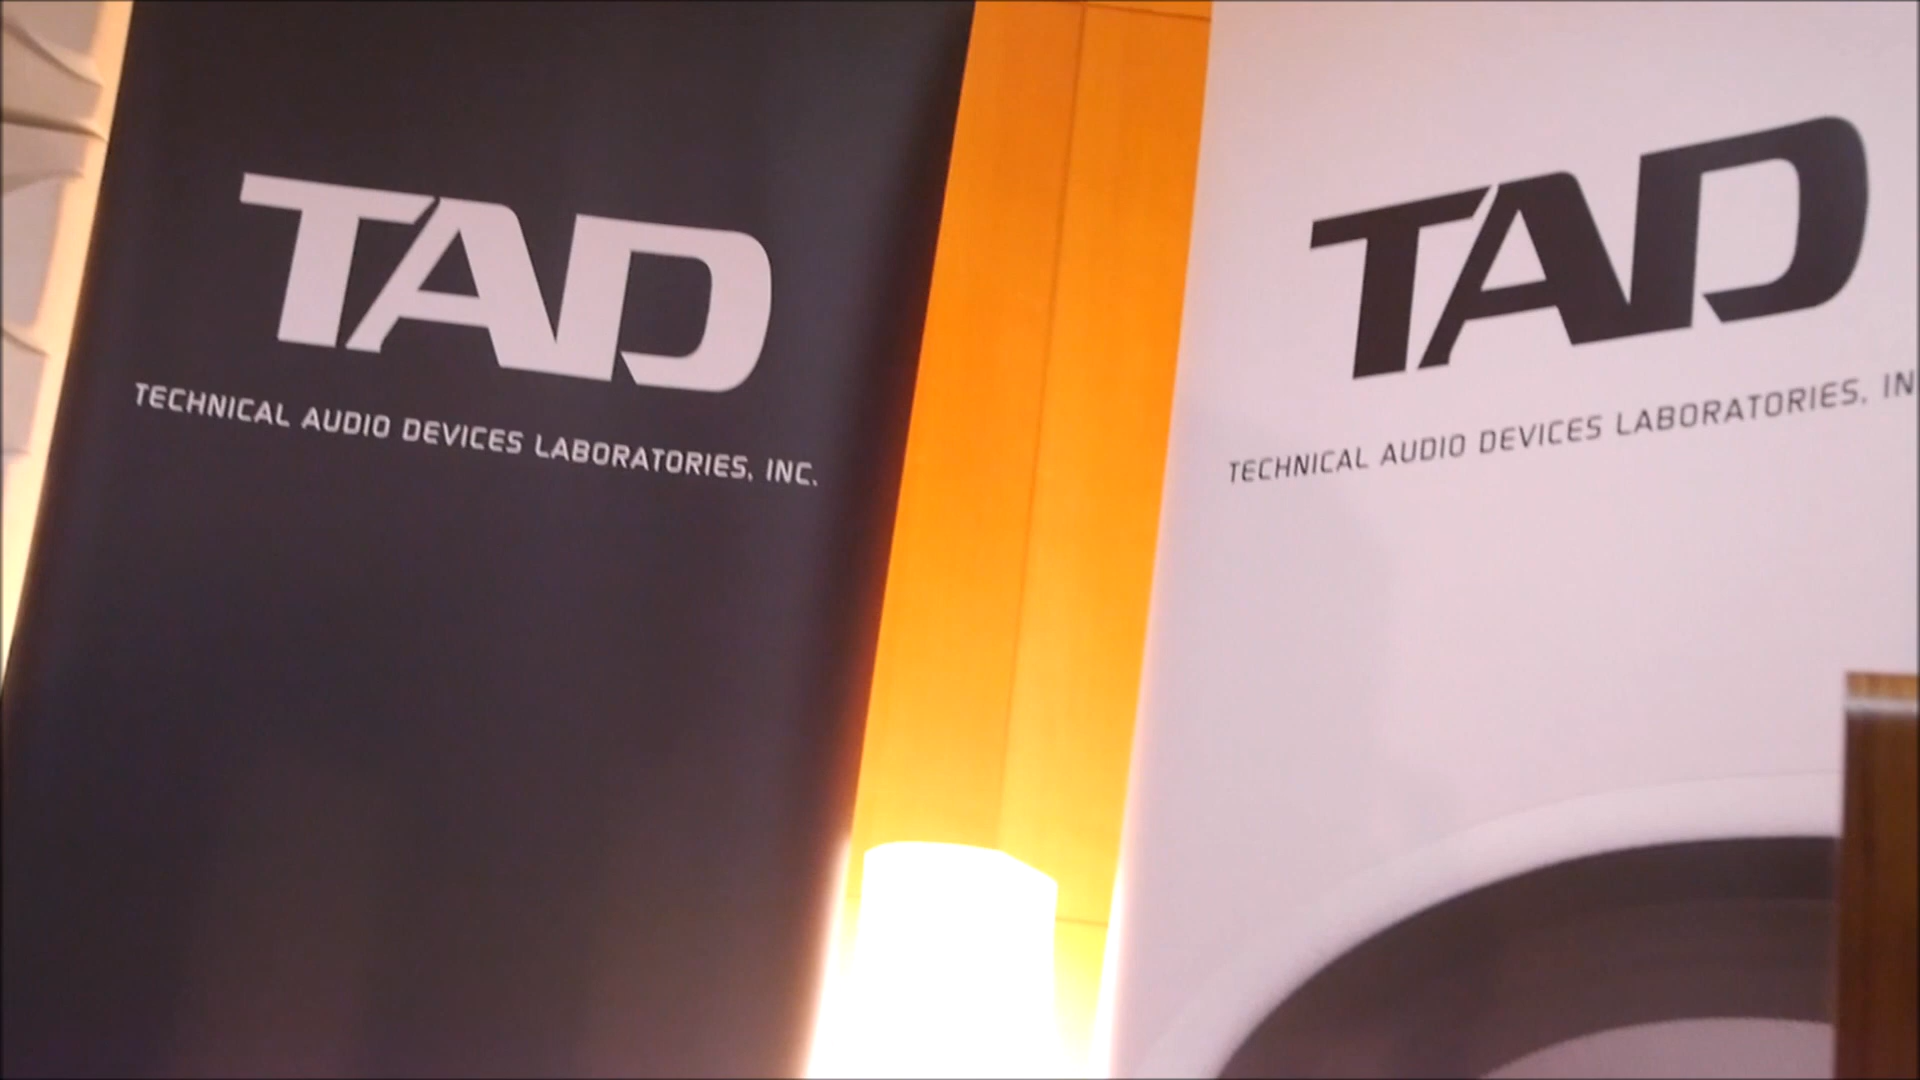 TAD
TECHNICAL AUDIO DEVICES LABORATORIES, INC.
TAD
TECHNICAL AUDIO DEVICES LABORATORIES, IN